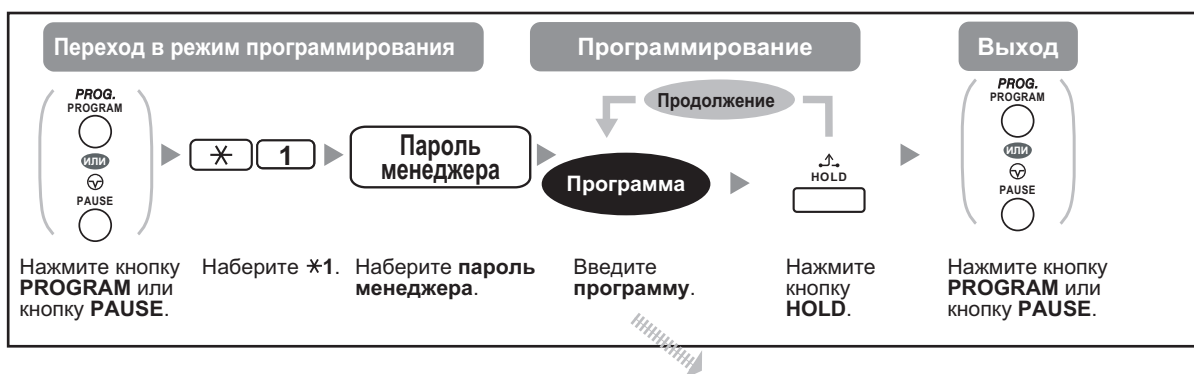 Переход в режим программирования
Программирование
Выход
PROG.
PROGRAM
ИЛИ
PAUSE
✳ 1
Пароль
менеджера
Продолжение
Программа
HOLD
PROG.
PROGRAM
ИЛИ
PAUSE
Нажмите кнопку
PROGRAM или
кнопку PAUSE.
Наберите ✳1.
Наберите пароль
менеджера.
Введите
программу.
Нажмите
кнопку
HOLD.
Нажмите кнопку
PROGRAM или
кнопку PAUSE.